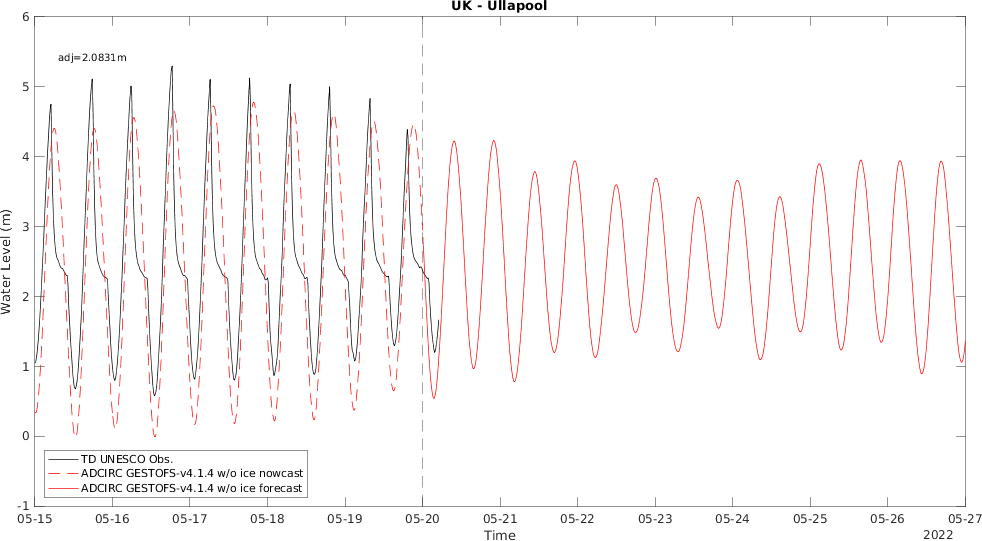 UK - Ullapool
adj=2.0831m
6
5
4
3
2
1
0
-1
Water Level (m)
TD UNESCO Obs.
ADCIRC GESTOFS-v4.1.4 w/o ice nowcast
ADCIRC GESTOFS-v4.1.4 w/o ice forecast
05-15 05-16 05-17 05-18 05-19 05-20 05-21 05-22 05-23 05-24 05-25 05-26 05-27
Time
2022